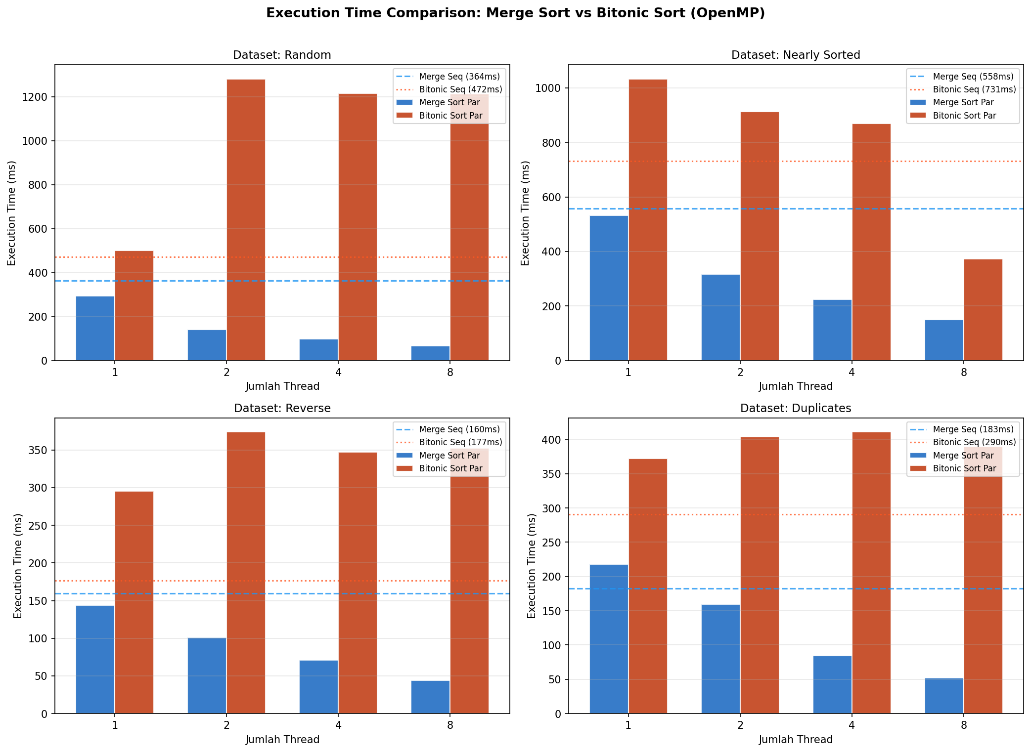 Execution Time Comparison: Merge Sort vs Bitonic Sort (OpenMP)
Dataset: Random
Merge Seq (364ms)
Bitonic Seq (472ms)
Merge Sort Par
Bitonic Sort Par
Execution Time (ms)
1200
1000
800
600
400
200
0
1 2 4 8
Jumlah Thread
Dataset: Nearly Sorted
Merge Seq (558ms)
Bitonic Seq (731ms)
Merge Sort Par
Bitonic Sort Par
Execution Time (ms)
1000
800
600
400
200
0
1 2 4 8
Jumlah Thread
Dataset: Reverse
Merge Seq (160ms)
Bitonic Seq (177ms)
Merge Sort Par
Bitonic Sort Par
Execution Time (ms)
350
300
250
200
150
100
50
0
1 2 4 8
Jumlah Thread
Dataset: Duplicates
Merge Seq (183ms)
Bitonic Seq (290ms)
Merge Sort Par
Bitonic Sort Par
Execution Time (ms)
400
350
300
250
200
150
100
50
0
1 2 4 8
Jumlah Thread